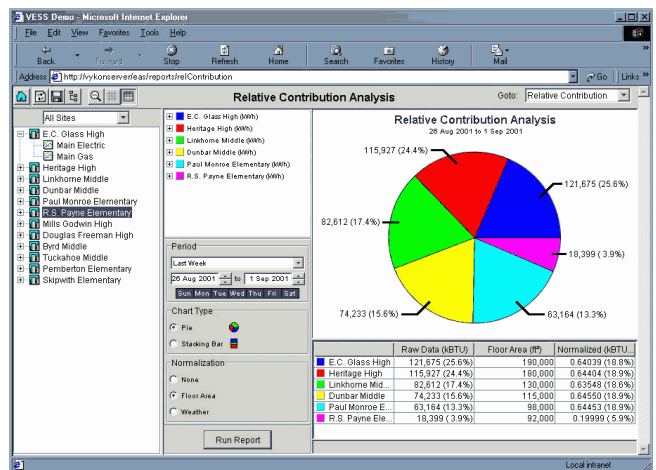 VESS Demo - Microsoft Internet Explorer
File Edit View Favorites Tools Help
Back Forward Stop Refresh Home Search Favorites History Mail
Address http://vykonserver/eas/reports/relContribution Go Links »
Relative Contribution Analysis
Goto: Relative Contribution
All Sites
E.C. Glass High
Main Electric
Main Gas
Heritage High
Linkhorne Middle
Dunbar Middle
Paul Monroe Elementary
R.S. Payne Elementary
Mills Godwin High
Douglas Freeman High
Byrd Middle
Tuckahoe Middle
Pemberton Elementary
Skipwith Elementary
E.C. Glass High (kWh)
Heritage High (kWh)
Linkhorne Middle (kWh)
Dunbar Middle (kWh)
Paul Monroe Elementary (kWh)
R.S. Payne Elementary (kWh)
Period
Last Week
26 Aug 2001 to 1 Sep 2001
Sun Mon Tue Wed Thu Fri Sat
Chart Type
Pie
Stacking Bar
Normalization
None
Floor Area
Weather
Run Report
Relative Contribution Analysis
26 Aug 2001 to 1 Sep 2001
115,927 (24.4%)
121,675 (25.6%)
82,612 (17.4%)
18,399 ( 3.9%)
74,233 (15.6%)
63,164 (13.3%)
Raw Data (kBTU) Floor Area (ft²) Normalized (kBTU...
E.C. Glass High 121,675 (25.6%) 190,000 0.64039 (18.8%)
Heritage High 115,927 (24.4%) 180,000 0.64404 (18.9%)
Linkhorne Mid... 82,612 (17.4%) 130,000 0.63548 (18.6%)
Dunbar Middle 74,233 (15.6%) 115,000 0.64550 (18.9%)
Paul Monroe E... 63,164 (13.3%) 98,000 0.64453 (18.9%)
R.S. Payne Ele... 18,399 ( 3.9%) 92,000 0.19999 ( 5.9%)
Local intranet